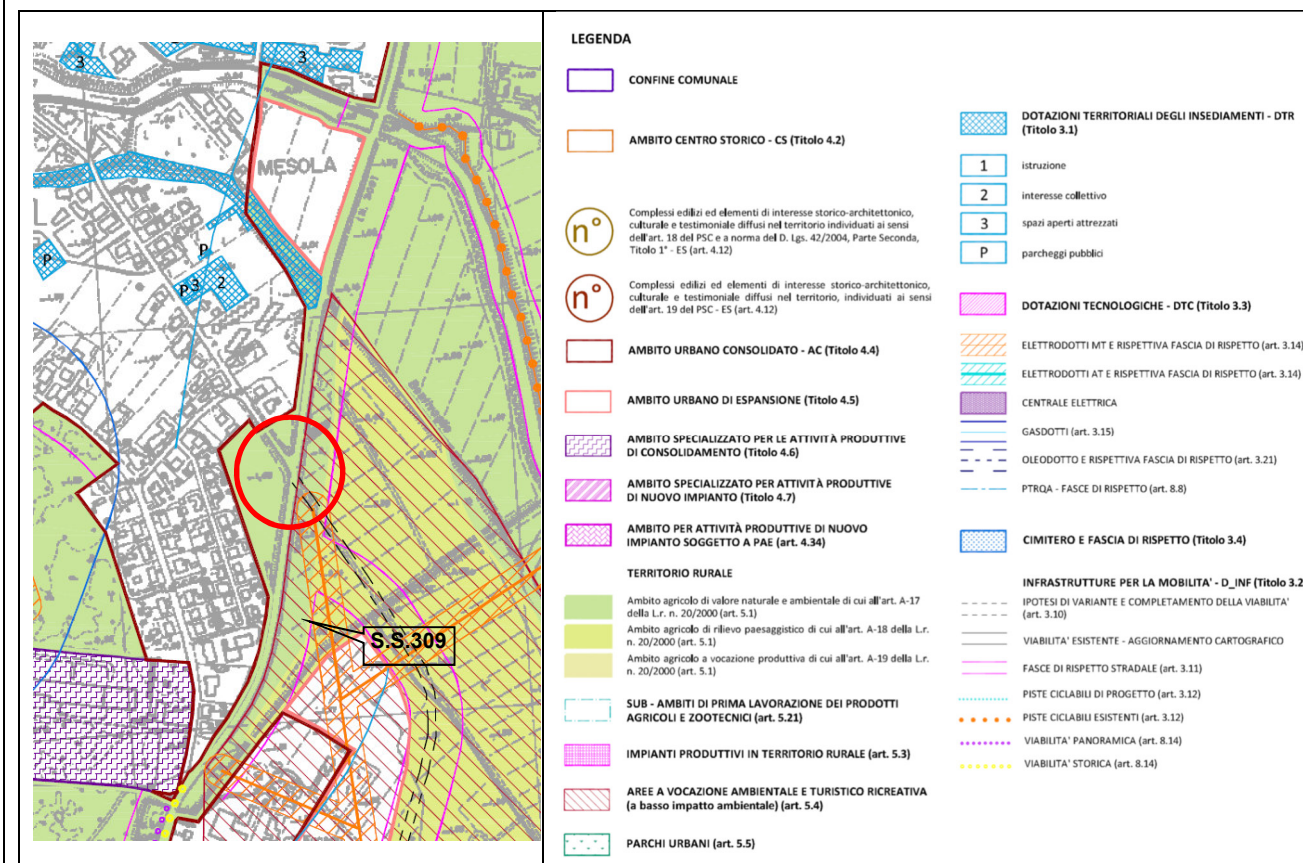 3
3
MESOLA
P
P
P
3
2
S.S.309
LEGENDA
CONFINE COMUNALE
AMBITO CENTRO STORICO - CS (Titolo 4.2)
n°
Complessi edilizi ed elementi di interesse storico-architettonico,
culturale e testimoniale diffusi nel territorio individuati ai sensi
dell'art. 18 del PSC e a norma del D. Lgs. 42/2004, Parte Seconda,
Titolo 1° - ES (art. 4.12)
n°
Complessi edilizi ed elementi di interesse storico-architettonico,
culturale e testimoniale diffusi nel territorio, individuati ai sensi
dell'art. 19 del PSC - ES (art. 4.12)
AMBITO URBANO CONSOLIDATO - AC (Titolo 4.4)
AMBITO URBANO DI ESPANSIONE (Titolo 4.5)
AMBITO SPECIALIZZATO PER LE ATTIVITÀ PRODUTTIVE
DI CONSOLIDAMENTO (Titolo 4.6)
AMBITO SPECIALIZZATO PER ATTIVITÀ PRODUTTIVE
DI NUOVO IMPIANTO (Titolo 4.7)
AMBITO PER ATTIVITÀ PRODUTTIVE DI NUOVO
IMPIANTO SOGGETTO A PAE (art. 4.34)
TERRITORIO RURALE
Ambito agricolo di valore naturale e ambientale di cui all'art. A-17
della L.r. n. 20/2000 (art. 5.1)
Ambito agricolo di rilievo paesaggistico di cui all'art. A-18 della L.r.
n. 20/2000 (art. 5.1)
Ambito agricolo a vocazione produttiva di cui all'art. A-19 della L.r.
n. 20/2000 (art. 5.1)
SUB - AMBITI DI PRIMA LAVORAZIONE DEI PRODOTTI
AGRICOLI E ZOOTECNICI (art. 5.21)
IMPIANTI PRODUTTIVI IN TERRITORIO RURALE (art. 5.3)
AREE A VOCAZIONE AMBIENTALE E TURISTICO RICREATIVA
(a basso impatto ambientale) (art. 5.4)
PARCHI URBANI (art. 5.5)
DOTAZIONI TERRITORIALI DEGLI INSEDIAMENTI - DTR
(Titolo 3.1)
1 istruzione
2 interesse collettivo
3 spazi aperti attrezzati
P parcheggi pubblici
DOTAZIONI TECNOLOGICHE - DTC (Titolo 3.3)
ELETTRODOTTI MT E RISPETTIVA FASCIA DI RISPETTO (art. 3.14)
ELETTRODOTTI AT E RISPETTIVA FASCIA DI RISPETTO (art. 3.14)
CENTRALE ELETTRICA
GASDOTTI (art. 3.15)
OLEODOTTO E RISPETTIVA FASCIA DI RISPETTO (art. 3.21)
PTRQA - FASCE DI RISPETTO (art. 8.8)
CIMITERO E FASCIA DI RISPETTO (Titolo 3.4)
INFRASTRUTTURE PER LA MOBILITA' - D_INF (Titolo 3.2
IPOTESI DI VARIANTE E COMPLETAMENTO DELLA VIABILITA'
(art. 3.10)
VIABILITA' ESISTENTE - AGGIORNAMENTO CARTOGRAFICO
FASCE DI RISPETTO STRADALE (art. 3.11)
PISTE CICLABILI DI PROGETTO (art. 3.12)
PISTE CICLABILI ESISTENTI (art. 3.12)
VIABILITA' PANORAMICA (art. 8.14)
VIABILITA' STORICA (art. 8.14)